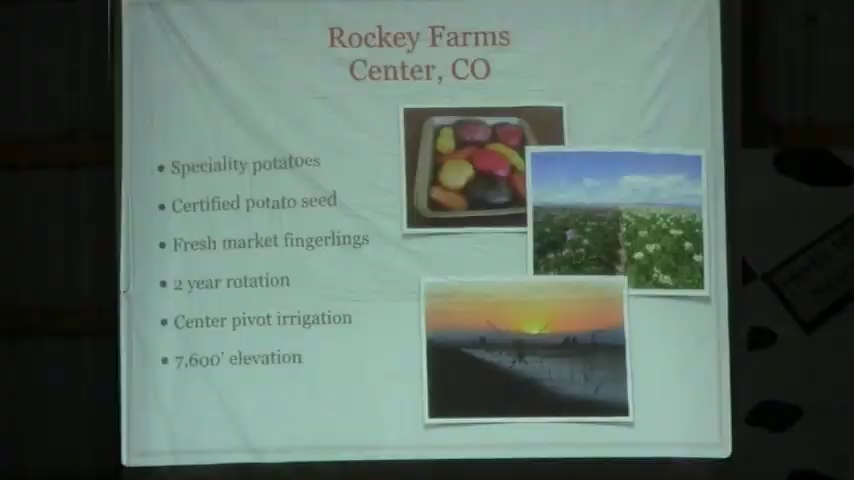 Rockey Farms
Center, CO
• Speciality potatoes
• Certified potato seed
• Fresh market fingerlings
• 2 year rotation
• Center pivot irrigation
• 7,600' elevation